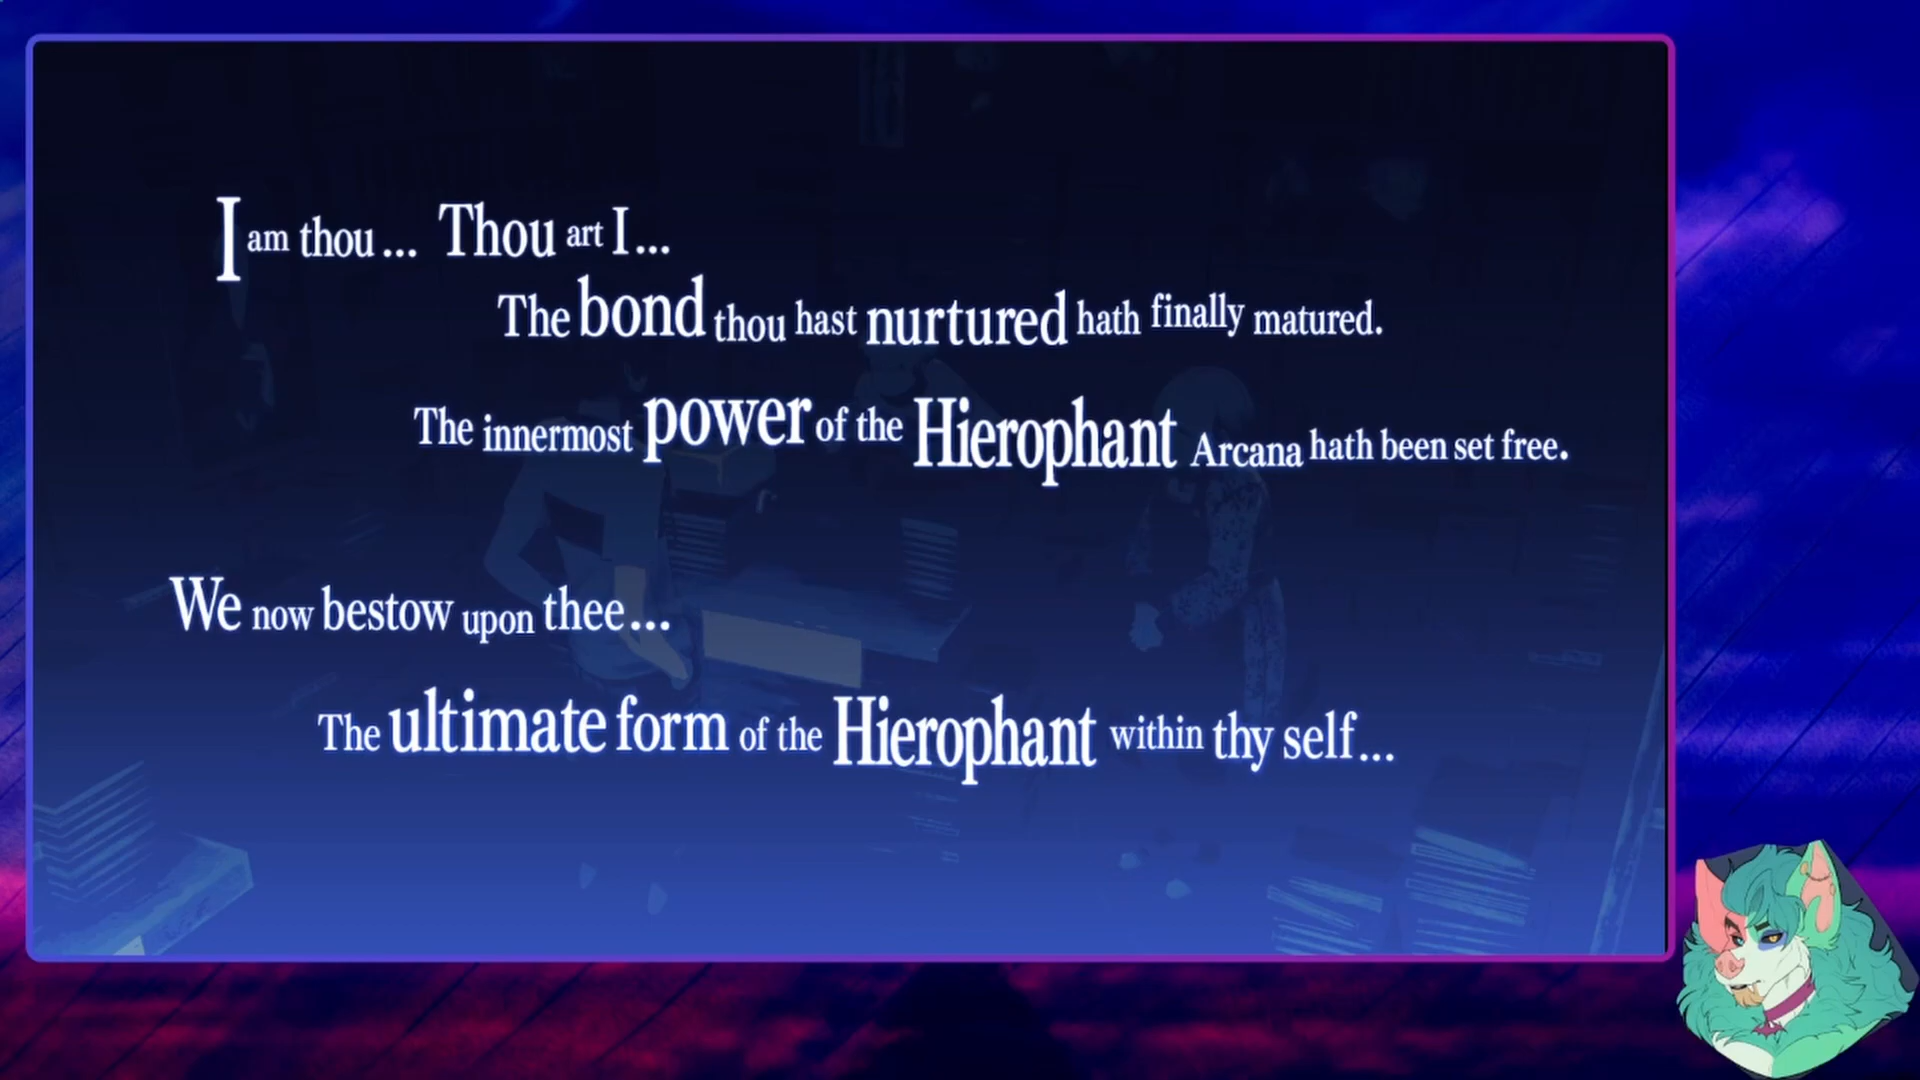 I am thou... Thou art I...
The bond thou hast nurtured hath finally matured.
The innermost power of the Hierophant Arcana hath been set free.
We now bestow upon thee...
The ultimate form of the Hierophant within thy self...